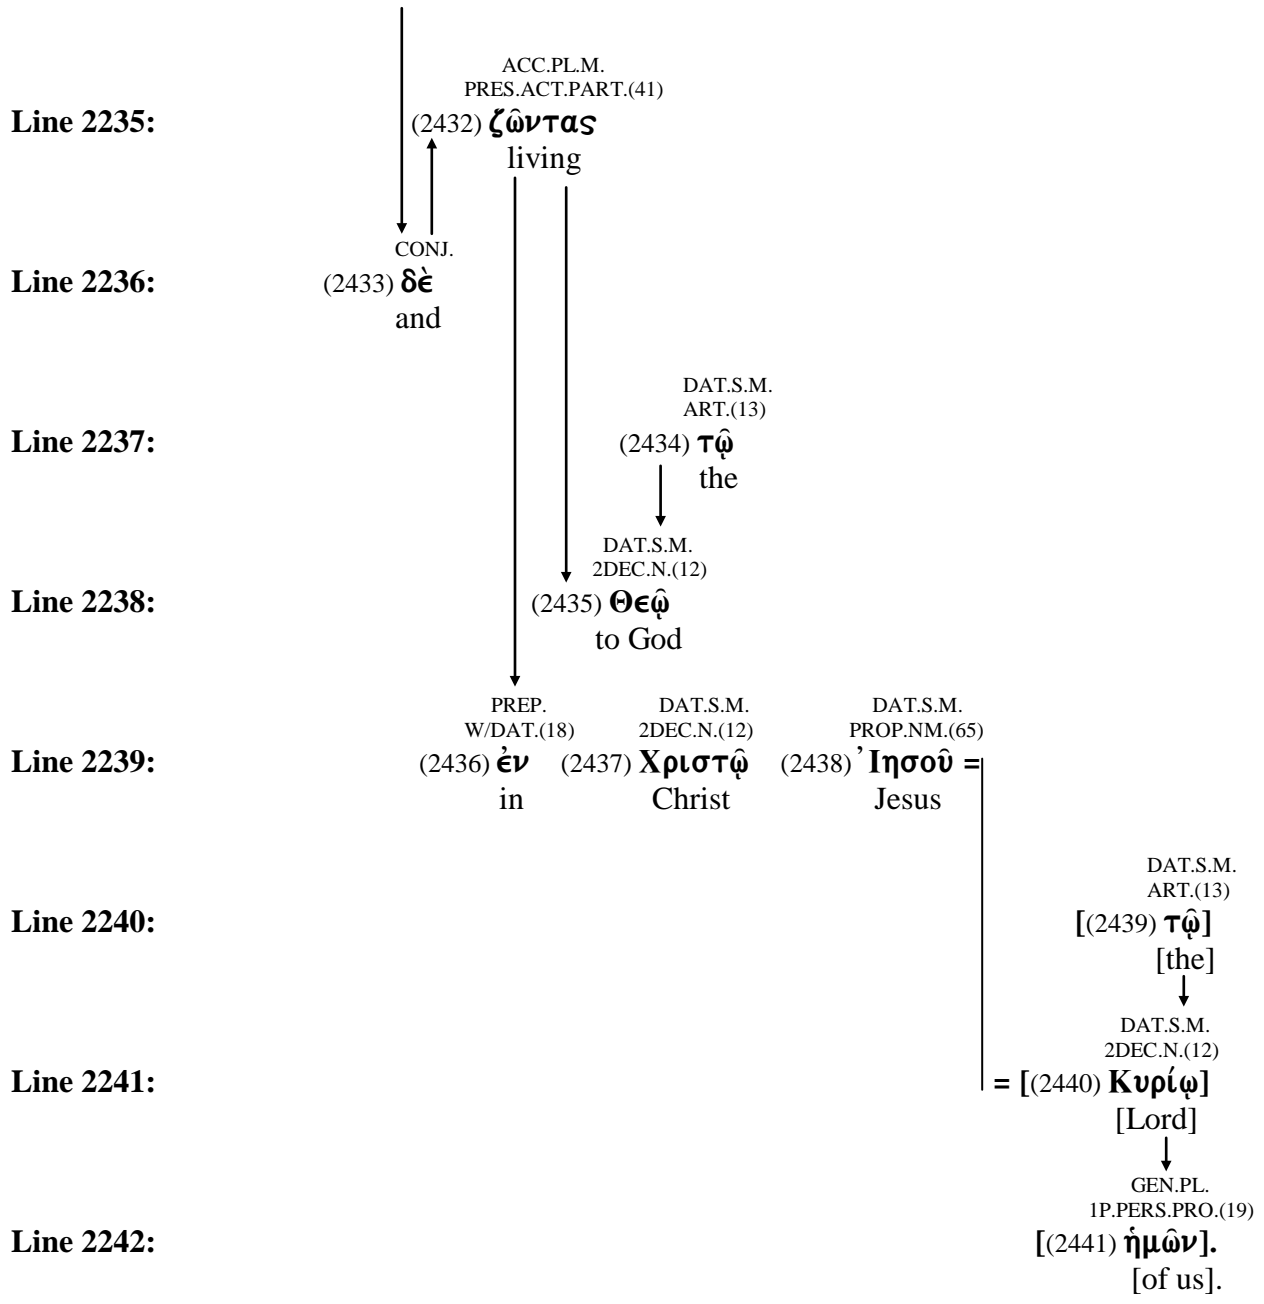 ACC.PL.M.
PRES.ACT.PART.(41)
Line 2235: (2432) ζῶντας
living
CONJ.
Line 2236: (2433) δὲ
and
DAT.S.M.
ART.(13)
Line 2237: (2434) τῷ
the
DAT.S.M.
2DEC.N.(12)
Line 2238: (2435) Θεῷ
to God
PREP. DAT.S.M. DAT.S.M.
W/DAT.(18) 2DEC.N.(12) PROP.NM.(65)
Line 2239: (2436) ἐν (2437) Χριστῷ (2438) Ἰησοῦ =
in Christ Jesus
DAT.S.M.
ART.(13)
Line 2240: [(2439) τῷ]
[the]
DAT.S.M.
2DEC.N.(12)
Line 2241: = [(2440) Κυρίῳ]
[Lord]
GEN.PL.
1P.PERS.PRO.(19)
Line 2242: [(2441) ἡμῶν].
[of us].